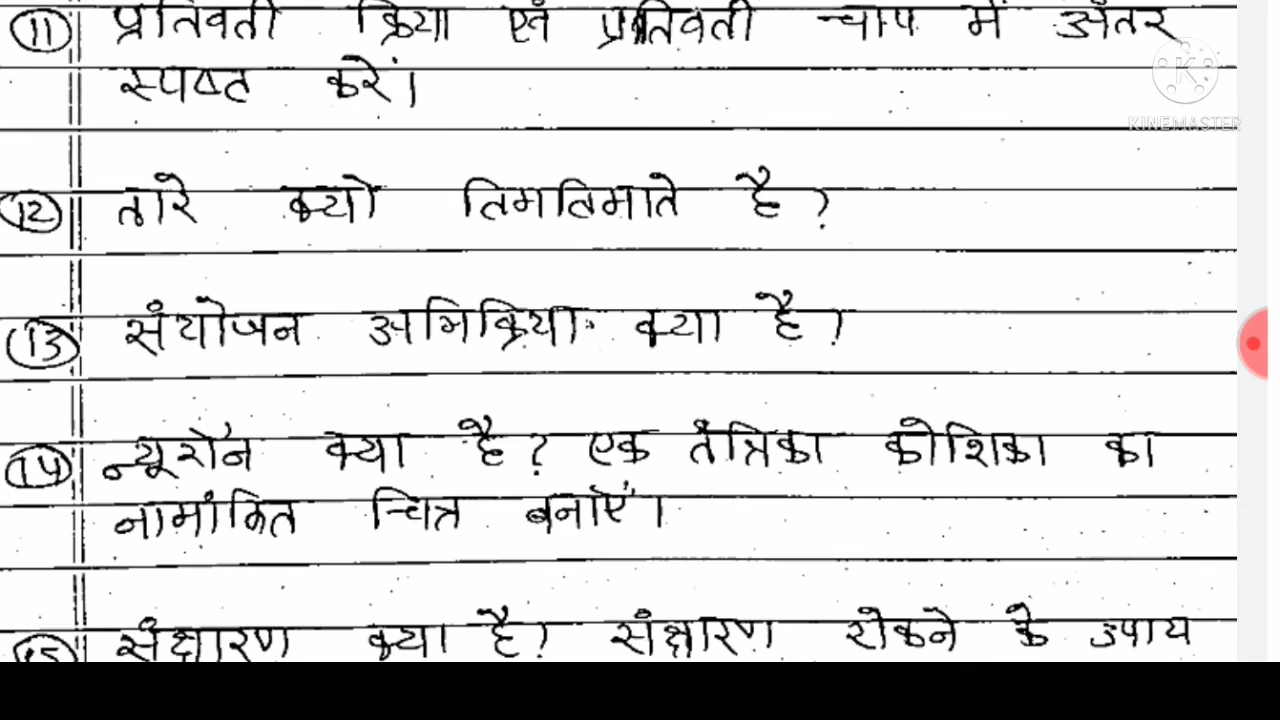 11 प्रतिवर्ती क्रिया एवं प्रतिवर्ती चाप में अंतर
स्पष्ट करें।
KINEMASTER
12 तारे क्यों टिमटिमाते है?
13 संयोजन अभिक्रिया क्या है?
14 न्यूरॉन क्या है? एक तंत्रिका कोशिका का
नामांकित चित्र बनाएँ।
15 संक्षारण क्या है? संक्षारण रोकने के उपाय